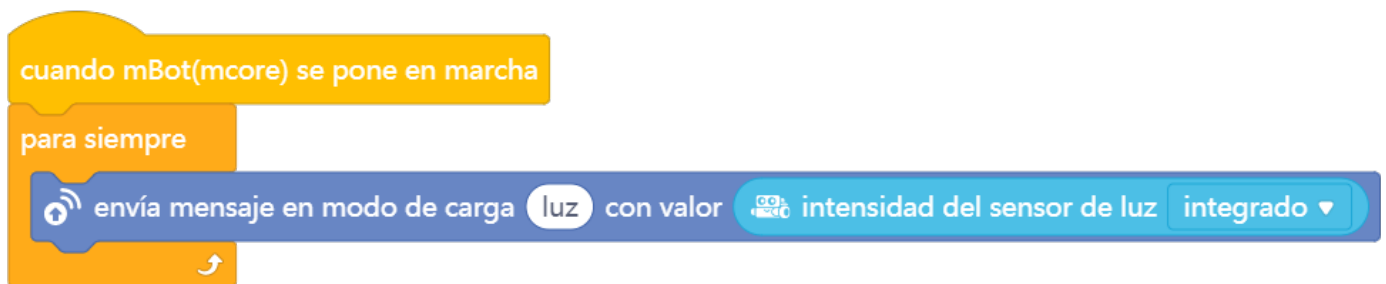 cuando mBot(mcore) se pone en marcha
para siempre
envía mensaje en modo de carga luz con valor intensidad del sensor de luz integrado